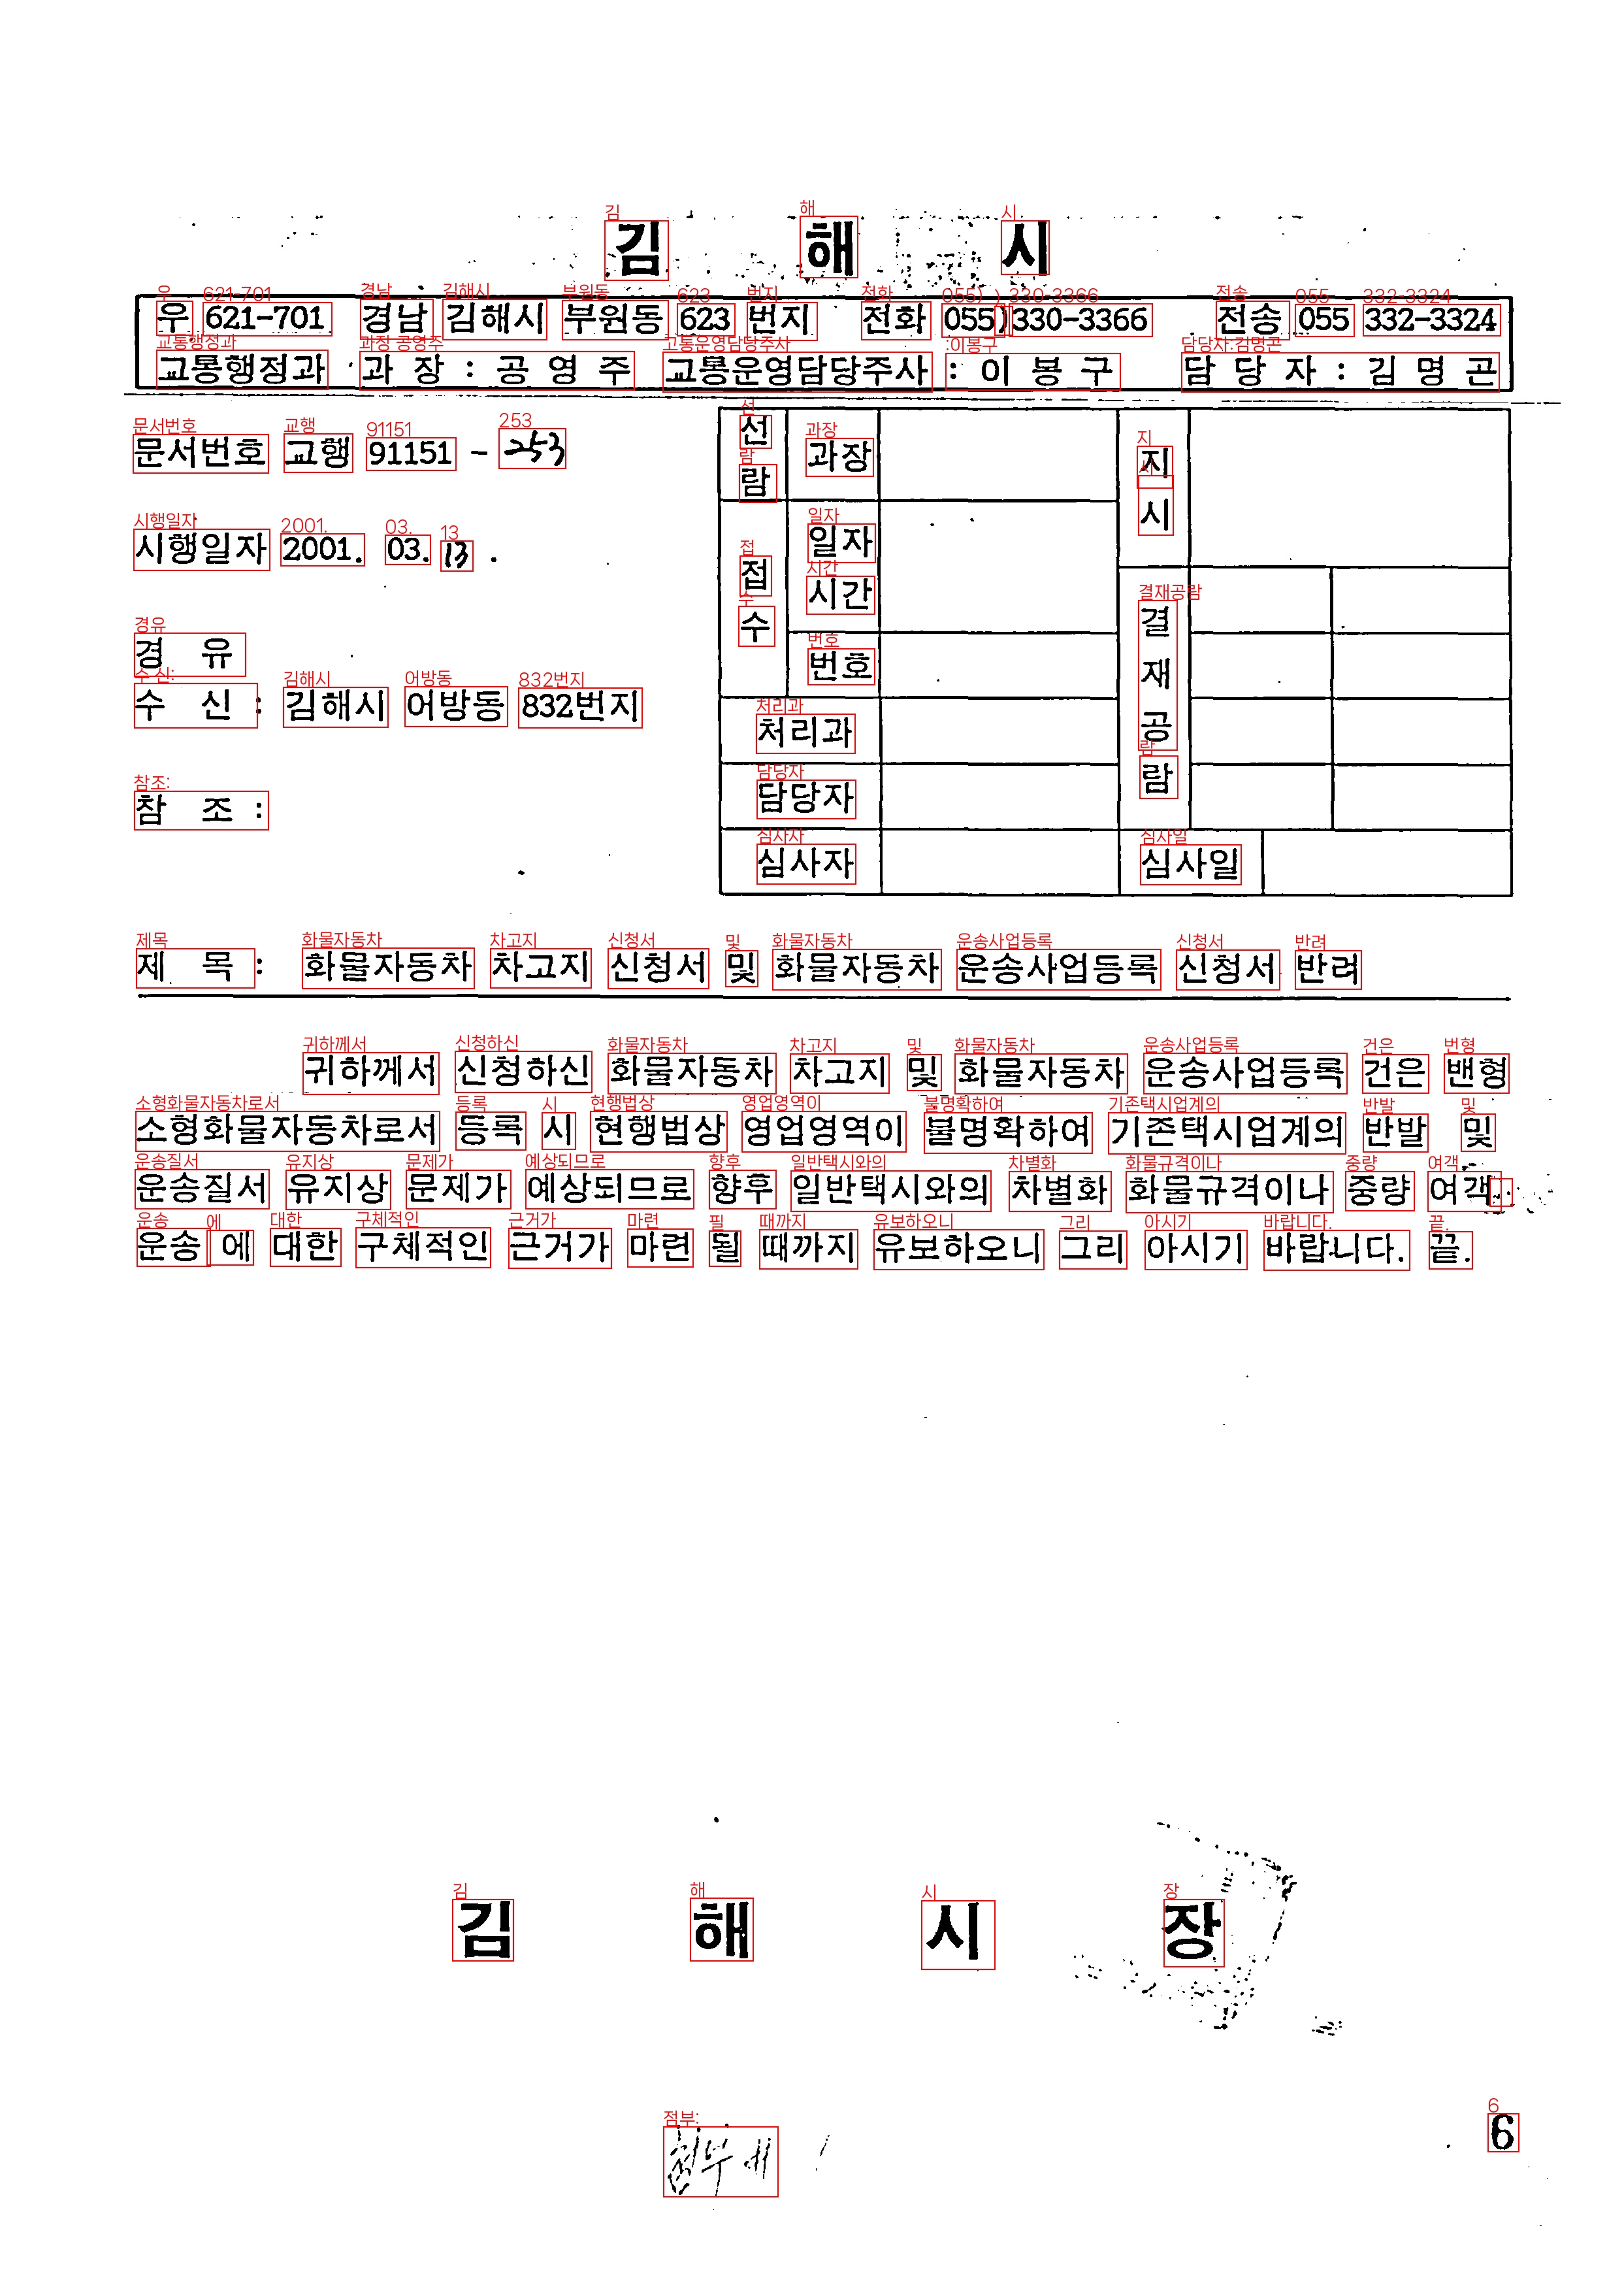 김 해 시
우 621-701 경남 김해시 부원동 623 번지 전화 055)330-3366 전송 055 332-3324
교통행정과 과 장 : 공 영 주 교통운영담당주사 : 이 봉 구 담 당 자 : 김 명 곤
문서번호 교행 91151 - 253
시행일자 2001. 03. 13 .
경 유
수 신 : 김해시 어방동 832번지
참 조 :
선람 과장 지시
접수 일자 시간
번호
결재공람
처리과
담당자
심사자 심사일
제 목 : 화물자동차 차고지 신청서 및 화물자동차 운송사업등록 신청서 반려
귀하께서 신청하신 화물자동차 차고지 및 화물자동차 운송사업등록 건은 밴형
소형화물자동차로서 등록 시 현행법상 영업영역이 불명확하여 기존택시업계의 반발 및
운송질서 유지상 문제가 예상되므로 향후 일반택시와의 차별화 화물규격이나 중량 여객
운송에 대한 구체적인 근거가 마련 될 때까지 유보하오니 그리 아시기 바랍니다. 끝.
김 해 시 장
6